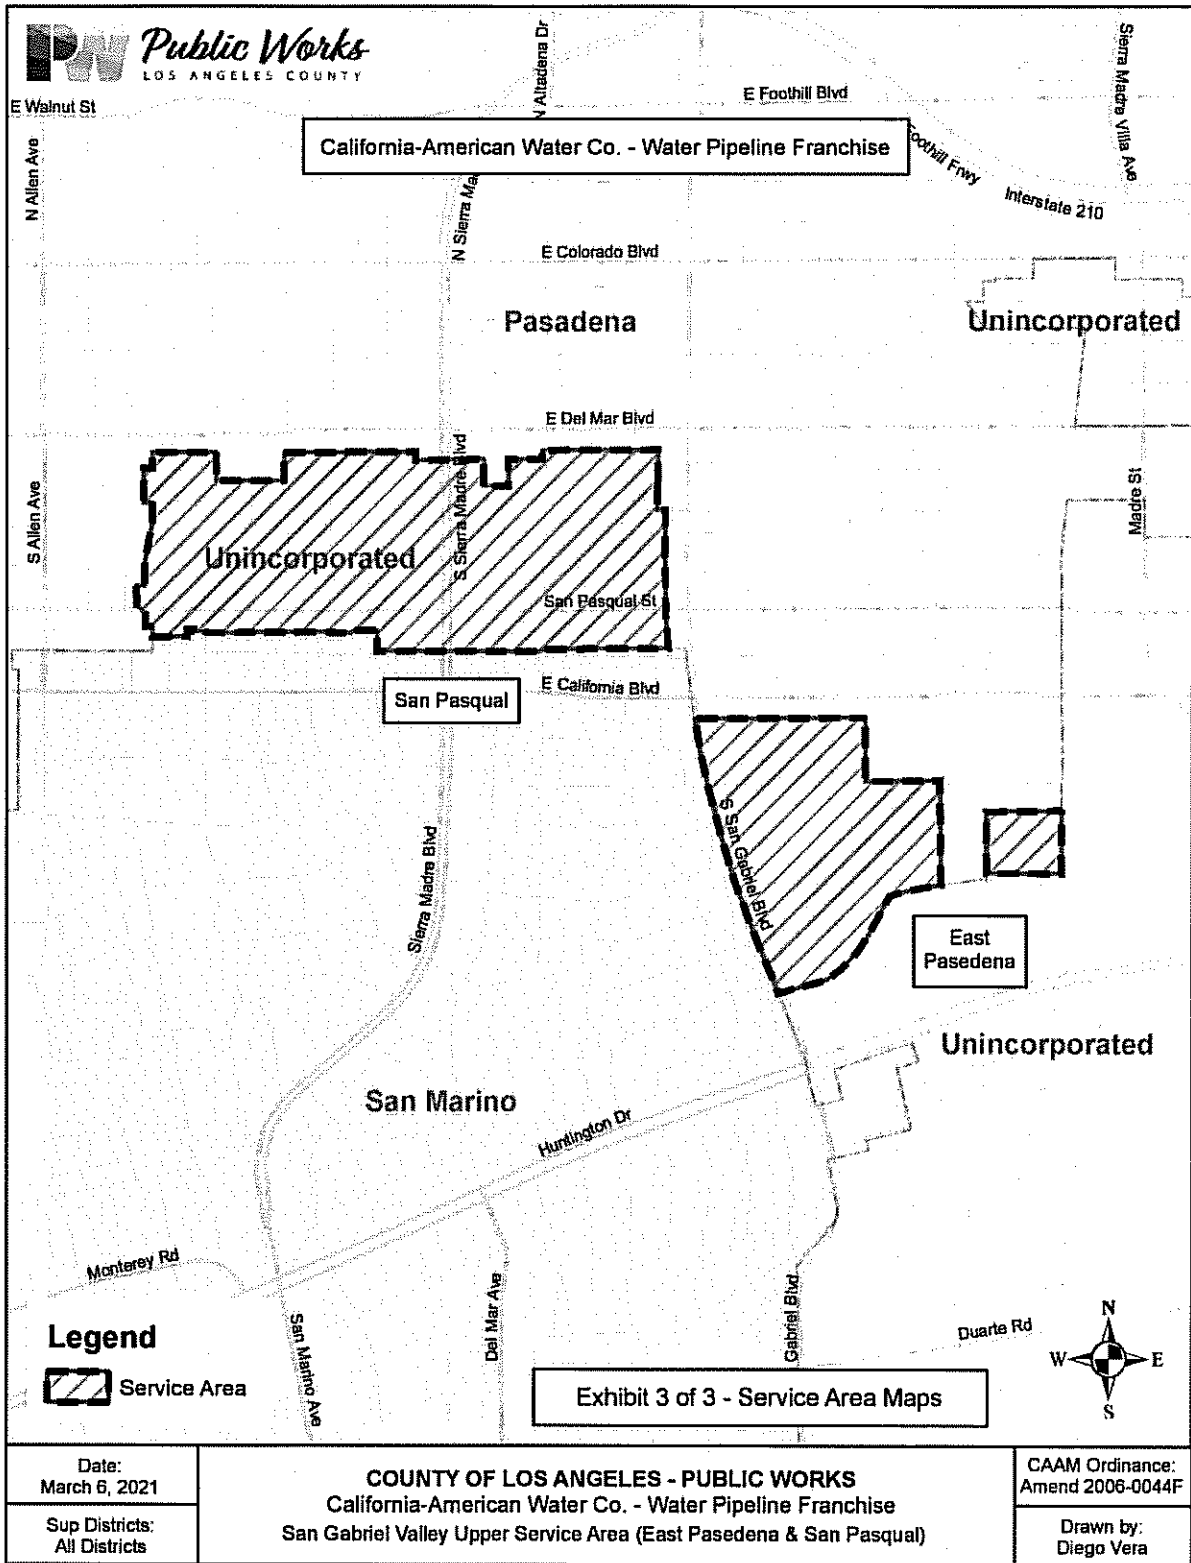 PW Public Works
LOS ANGELES COUNTY
N Altadena Dr
Sierra Madre Villa Ave
E Walnut St
E Foothill Blvd
California-American Water Co. - Water Pipeline Franchise
Foothill Frwy
Interstate 210
N Allen Ave
N Sierra Mad
E Colorado Blvd
Pasadena
Unincorporated
E Del Mar Blvd
S Allen Ave
S Sierra Madre Blvd
Madre St
Unincorporated
San Pasqual St
San Pasqual
E California Blvd
S San Gabriel Blvd
Sierra Madre Blvd
East
Pasedena
Unincorporated
San Marino
Huntington Dr
Monterey Rd
San Marino Ave
Del Mar Ave
Gabriel Blvd
Duarte Rd
N
W
E
S
Legend
Service Area
Exhibit 3 of 3 - Service Area Maps
Date:
March 6, 2021
Sup Districts:
All Districts
COUNTY OF LOS ANGELES - PUBLIC WORKS
California-American Water Co. - Water Pipeline Franchise
San Gabriel Valley Upper Service Area (East Pasedena & San Pasqual)
CAAM Ordinance:
Amend 2006-0044F
Drawn by:
Diego Vera